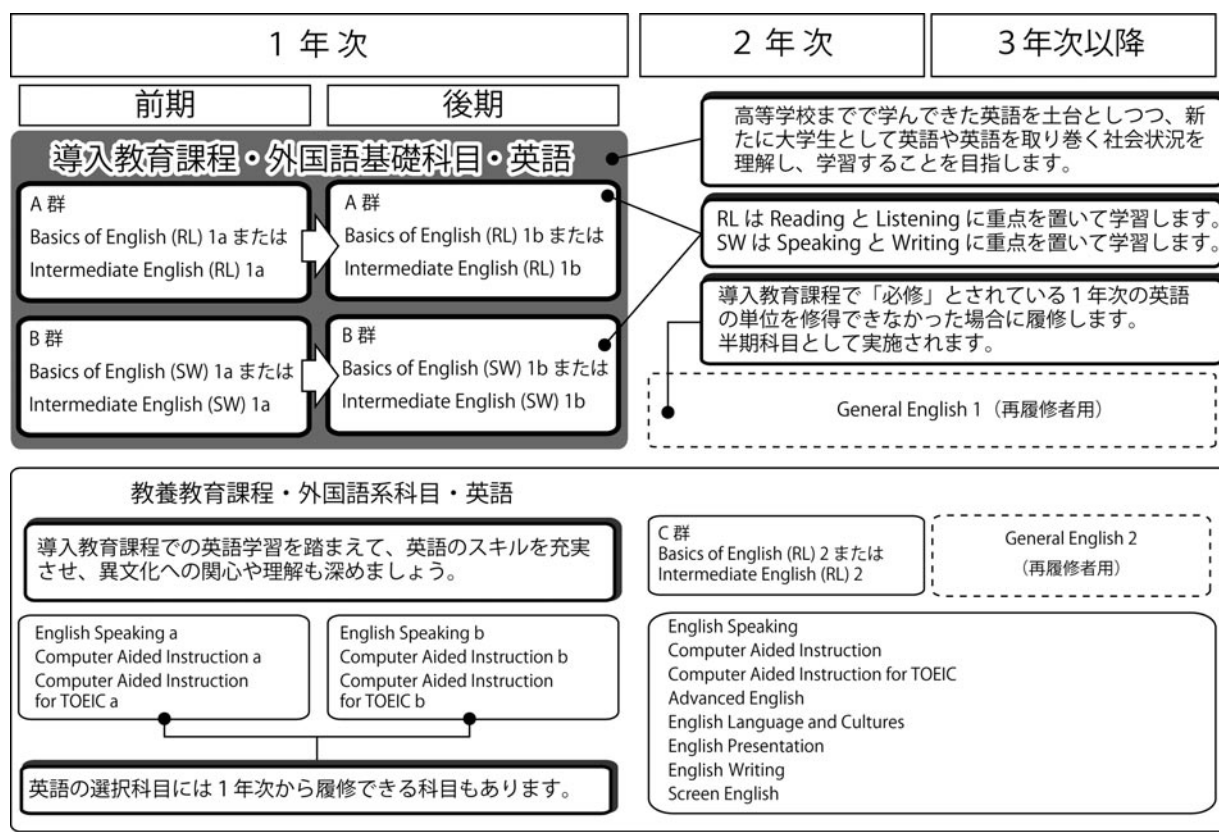 1年次
2年次
3年次以降
前期
後期
導入教育課程・外国語基礎科目・英語
A 群
Basics of English (RL) 1a または
Intermediate English (RL) 1a
A 群
Basics of English (RL) 1b または
Intermediate English (RL) 1b
B 群
Basics of English (SW) 1a または
Intermediate English (SW) 1a
B 群
Basics of English (SW) 1b または
Intermediate English (SW) 1b
高等学校までで学んできた英語を土台としつつ、新
たに大学生として英語や英語を取り巻く社会状況を
理解し、学習することを目指します。
RL は Reading と Listening に重点を置いて学習します。
SW は Speaking と Writing に重点を置いて学習します。
導入教育課程で「必修」とされている 1 年次の英語
の単位を修得できなかった場合に履修します。
半期科目として実施されます。
General English 1（再履修者用）
教養教育課程・外国語系科目・英語
導入教育課程での英語学習を踏まえて、英語のスキルを充実
させ、異文化への関心や理解も深めましょう。
English Speaking a
Computer Aided Instruction a
Computer Aided Instruction
for TOEIC a
English Speaking b
Computer Aided Instruction b
Computer Aided Instruction
for TOEIC b
英語の選択科目には 1 年次から履修できる科目もあります。
C 群
Basics of English (RL) 2 または
Intermediate English (RL) 2
General English 2
（再履修者用）
English Speaking
Computer Aided Instruction
Computer Aided Instruction for TOEIC
Advanced English
English Language and Cultures
English Presentation
English Writing
Screen English